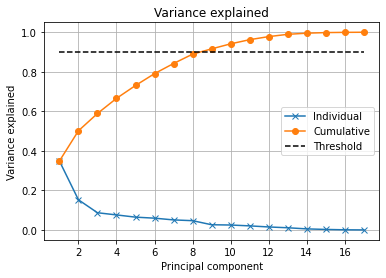 Variance explained
1.0
0.8
0.6
0.4
0.2
0.0
Variance explained
Individual
Cumulative
Threshold
2 4 6 8 10 12 14 16
Principal component